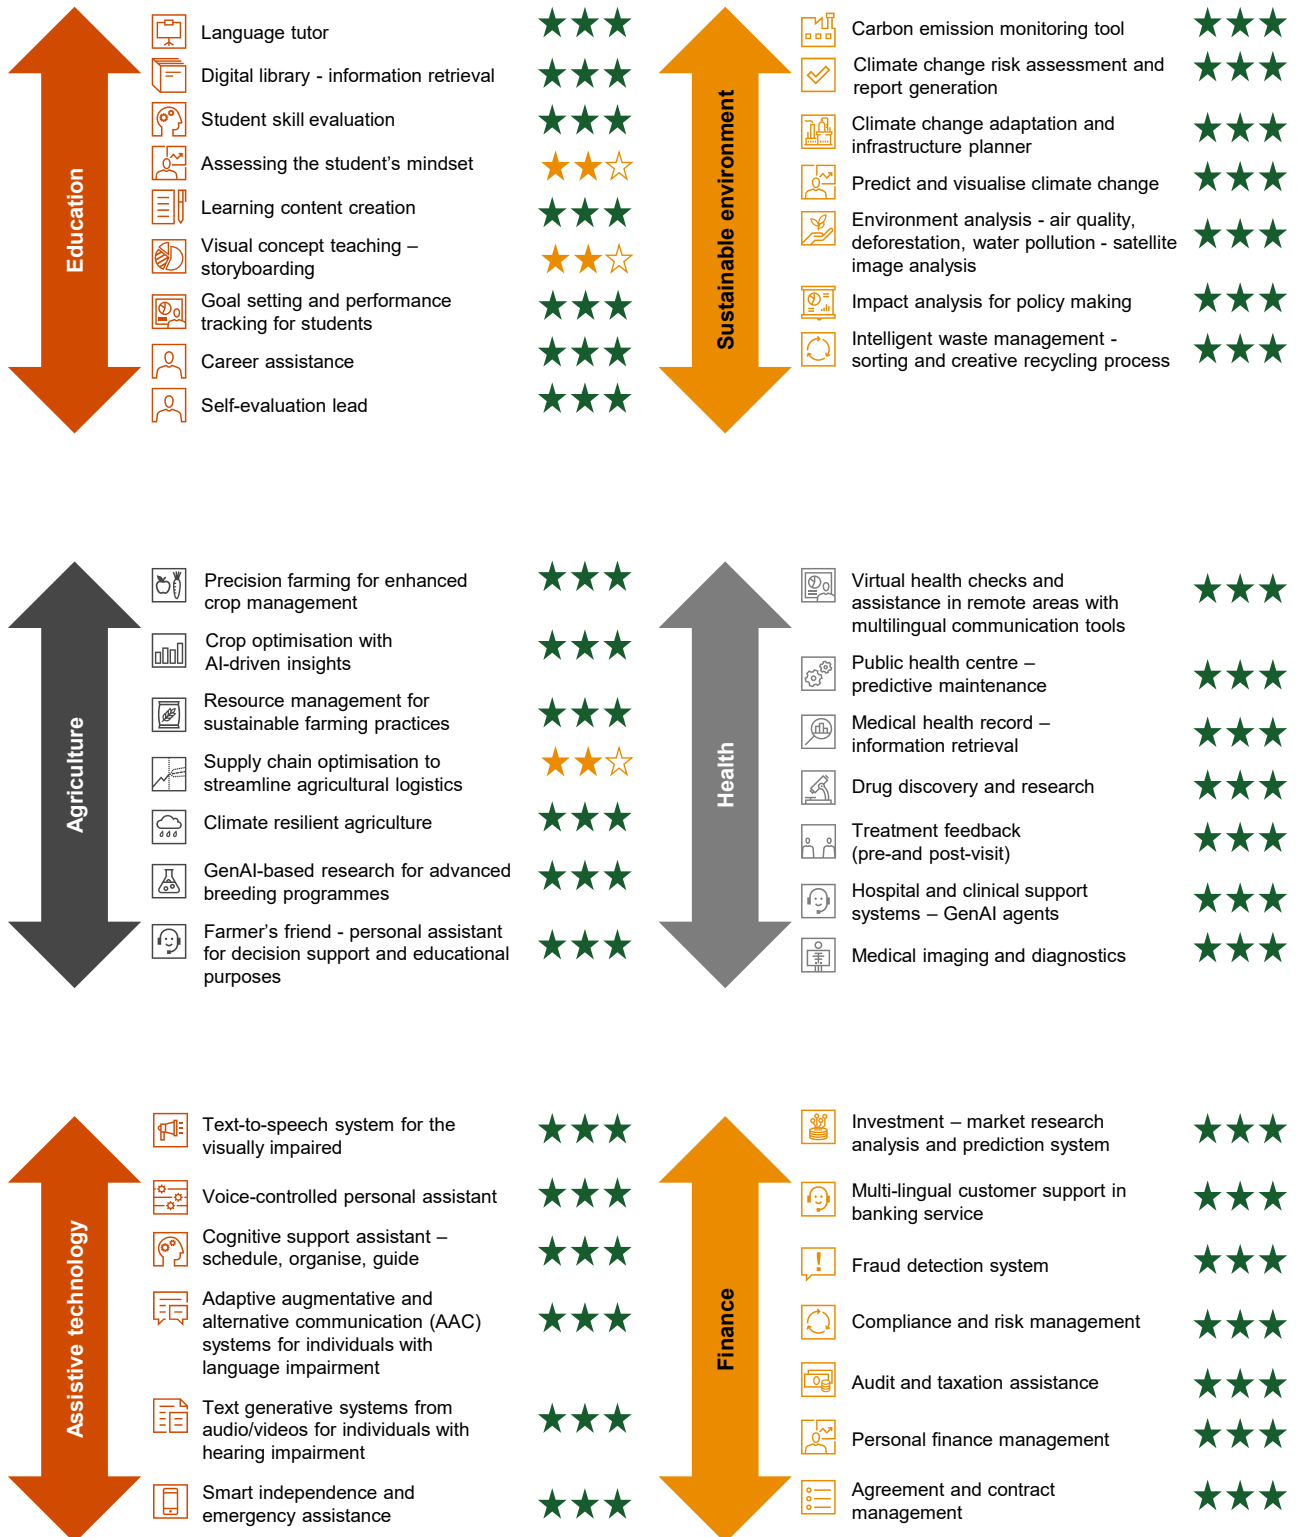 Education
Language tutor
Digital library - information retrieval
Student skill evaluation
Assessing the student's mindset
Learning content creation
Visual concept teaching –
storyboarding
Goal setting and performance
tracking for students
Career assistance
Self-evaluation lead
Sustainable environment
Carbon emission monitoring tool
Climate change risk assessment and
report generation
Climate change adaptation and
infrastructure planner
Predict and visualise climate change
Environment analysis - air quality,
deforestation, water pollution - satellite
image analysis
Impact analysis for policy making
Intelligent waste management -
sorting and creative recycling process
Agriculture
Precision farming for enhanced
crop management
Crop optimisation with
AI-driven insights
Resource management for
sustainable farming practices
Supply chain optimisation to
streamline agricultural logistics
Climate resilient agriculture
GenAI-based research for advanced
breeding programmes
Farmer's friend - personal assistant
for decision support and educational
purposes
Health
Virtual health checks and
assistance in remote areas with
multilingual communication tools
Public health centre –
predictive maintenance
Medical health record –
information retrieval
Drug discovery and research
Treatment feedback
(pre-and post-visit)
Hospital and clinical support
systems – GenAI agents
Medical imaging and diagnostics
Assistive technology
Text-to-speech system for the
visually impaired
Voice-controlled personal assistant
Cognitive support assistant –
schedule, organise, guide
Adaptive augmentative and
alternative communication (AAC)
systems for individuals with
language impairment
Text generative systems from
audio/videos for individuals with
hearing impairment
Smart independence and
emergency assistance
Finance
Investment – market research
analysis and prediction system
Multi-lingual customer support in
banking service
Fraud detection system
Compliance and risk management
Audit and taxation assistance
Personal finance management
Agreement and contract
management